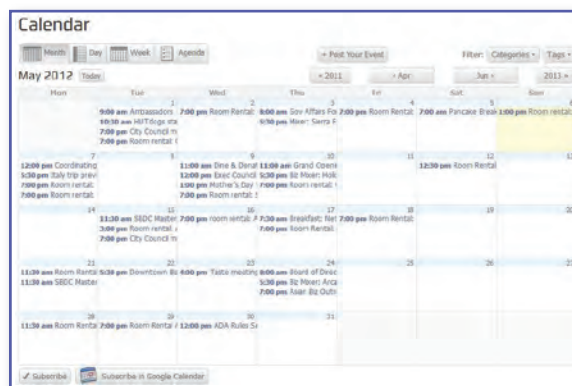 Calendar
Month Day Week Agenda + Post Your Event Filter: Categories Tags
May 2012 Today « 2011 ‹ Apr Jun › 2013 »
Mon Tue Wed Thu Fri Sat Sun
1 2 3 4 5 6
9:00 am Ambassadors 7:00 pm Room Rental: 8:00 am Gov Affairs Fo 7:00 pm Room Rental: 7:00 am Pancake Break 1:00 pm Room rental:
10:30 am HUTdogs 5:30 pm Mixer: Sierra
7:00 pm City Council m
7:00 pm Room rental:
7 8 9 10 11 12 13
12:00 pm Coordinating 11:00 am Dine & 11:00 am Grand 12:30 pm Room Rental
5:30 pm Italy trip prev 12:00 pm Exec Council 5:30 pm Biz Mixer:
7:00 pm Room rental: 1:00 pm Mother's Day 7:00 pm Room rental:
7:00 pm Room rental: 7:00 pm Room rental:
14 15 16 17 18 19 20
11:30 am SBDC Master 7:00 pm room rental: 7:30 am Breakfast: 7:00 pm Room Rental:
3:00 pm Room rental: 7:00 pm Room Rental:
7:00 pm City Council m
21 22 23 24 25 26
11:30 am Room Rental 5:30 pm Downtown 6:00 pm meeting 8:00 am Board of Direc
11:30 am SBDC Master 5:30 pm Biz Mixer: Arca
7:00 pm Asian Biz Outr
28 29 30 31
11:30 am Room Renta 7:00 pm Room Rental 12:00 pm ADA Rules
Subscribe Subscribe in Google Calendar